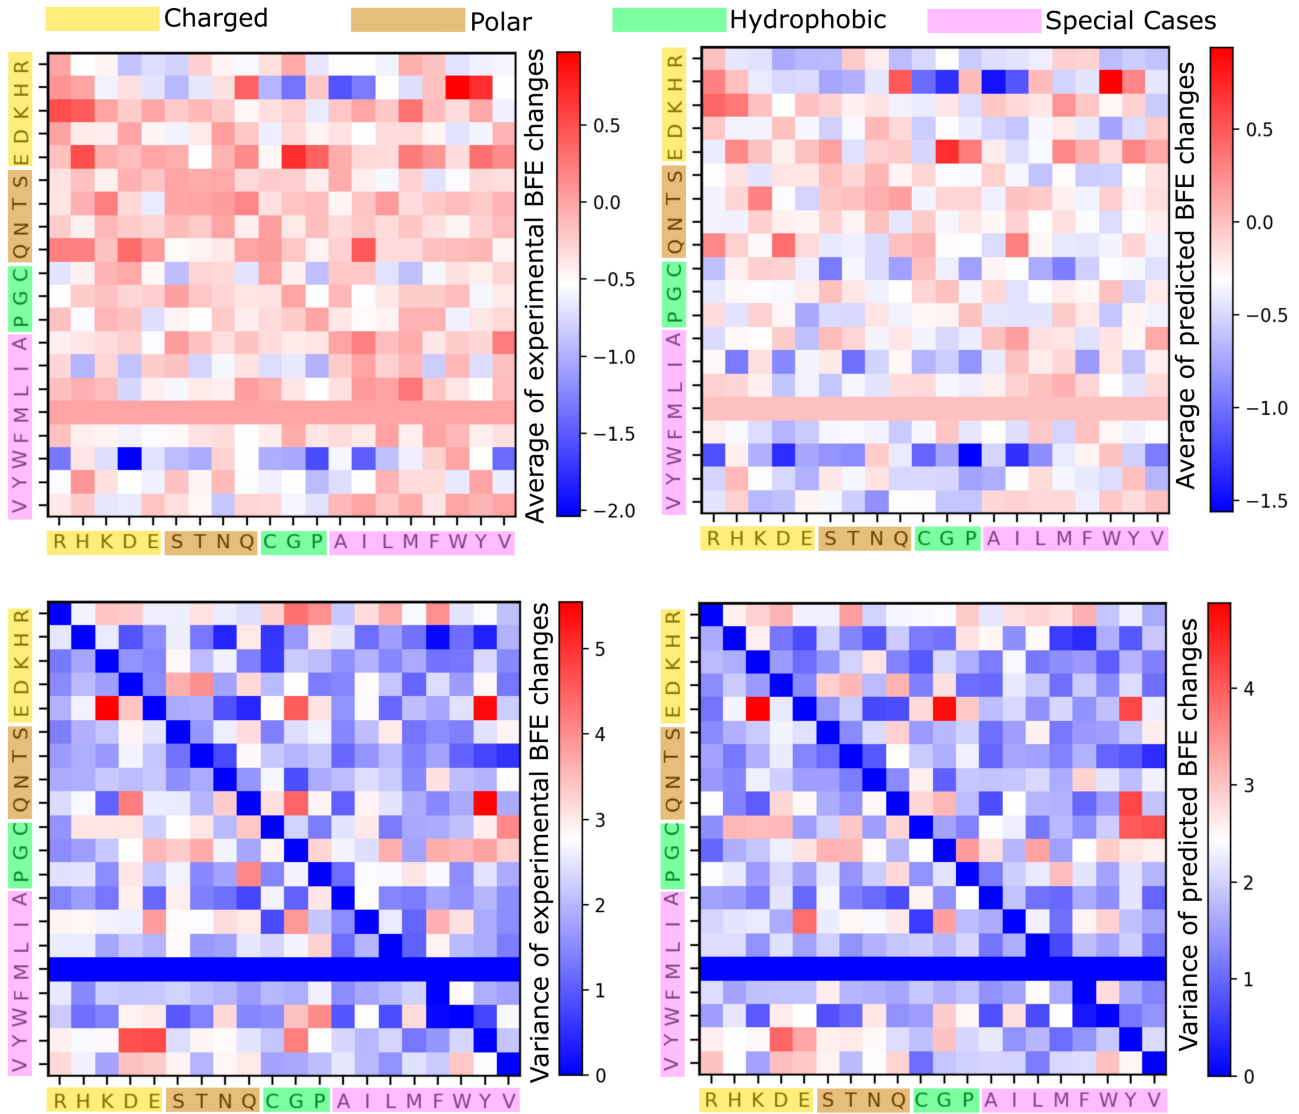 Charged
Polar
Hydrophobic
Special Cases
R
H
K
D
E
S
T
N
Q
C
G
P
A
I
L
M
F
W
Y
V
R H K D E S T N Q C G P A I L M F W Y V
0.5
0.0
−0.5
−1.0
−1.5
−2.0
Average of experimental BFE changes
R
H
K
D
E
S
T
N
Q
C
G
P
A
I
L
M
F
W
Y
V
R H K D E S T N Q C G P A I L M F W Y V
0.5
0.0
−0.5
−1.0
−1.5
Average of predicted BFE changes
R
H
K
D
E
S
T
N
Q
C
G
P
A
I
L
M
F
W
Y
V
R H K D E S T N Q C G P A I L M F W Y V
5
4
3
2
1
0
Variance of experimental BFE changes
R
H
K
D
E
S
T
N
Q
C
G
P
A
I
L
M
F
W
Y
V
R H K D E S T N Q C G P A I L M F W Y V
4
3
2
1
0
Variance of predicted BFE changes